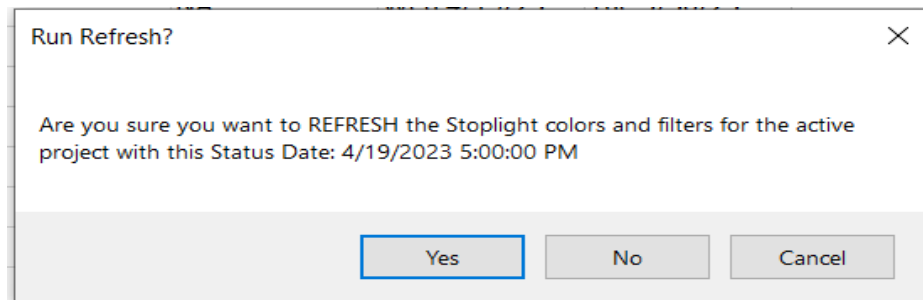 Run Refresh?
Are you sure you want to REFRESH the Stoplight colors and filters for the active
project with this Status Date: 4/19/2023 5:00:00 PM
Yes
No
Cancel